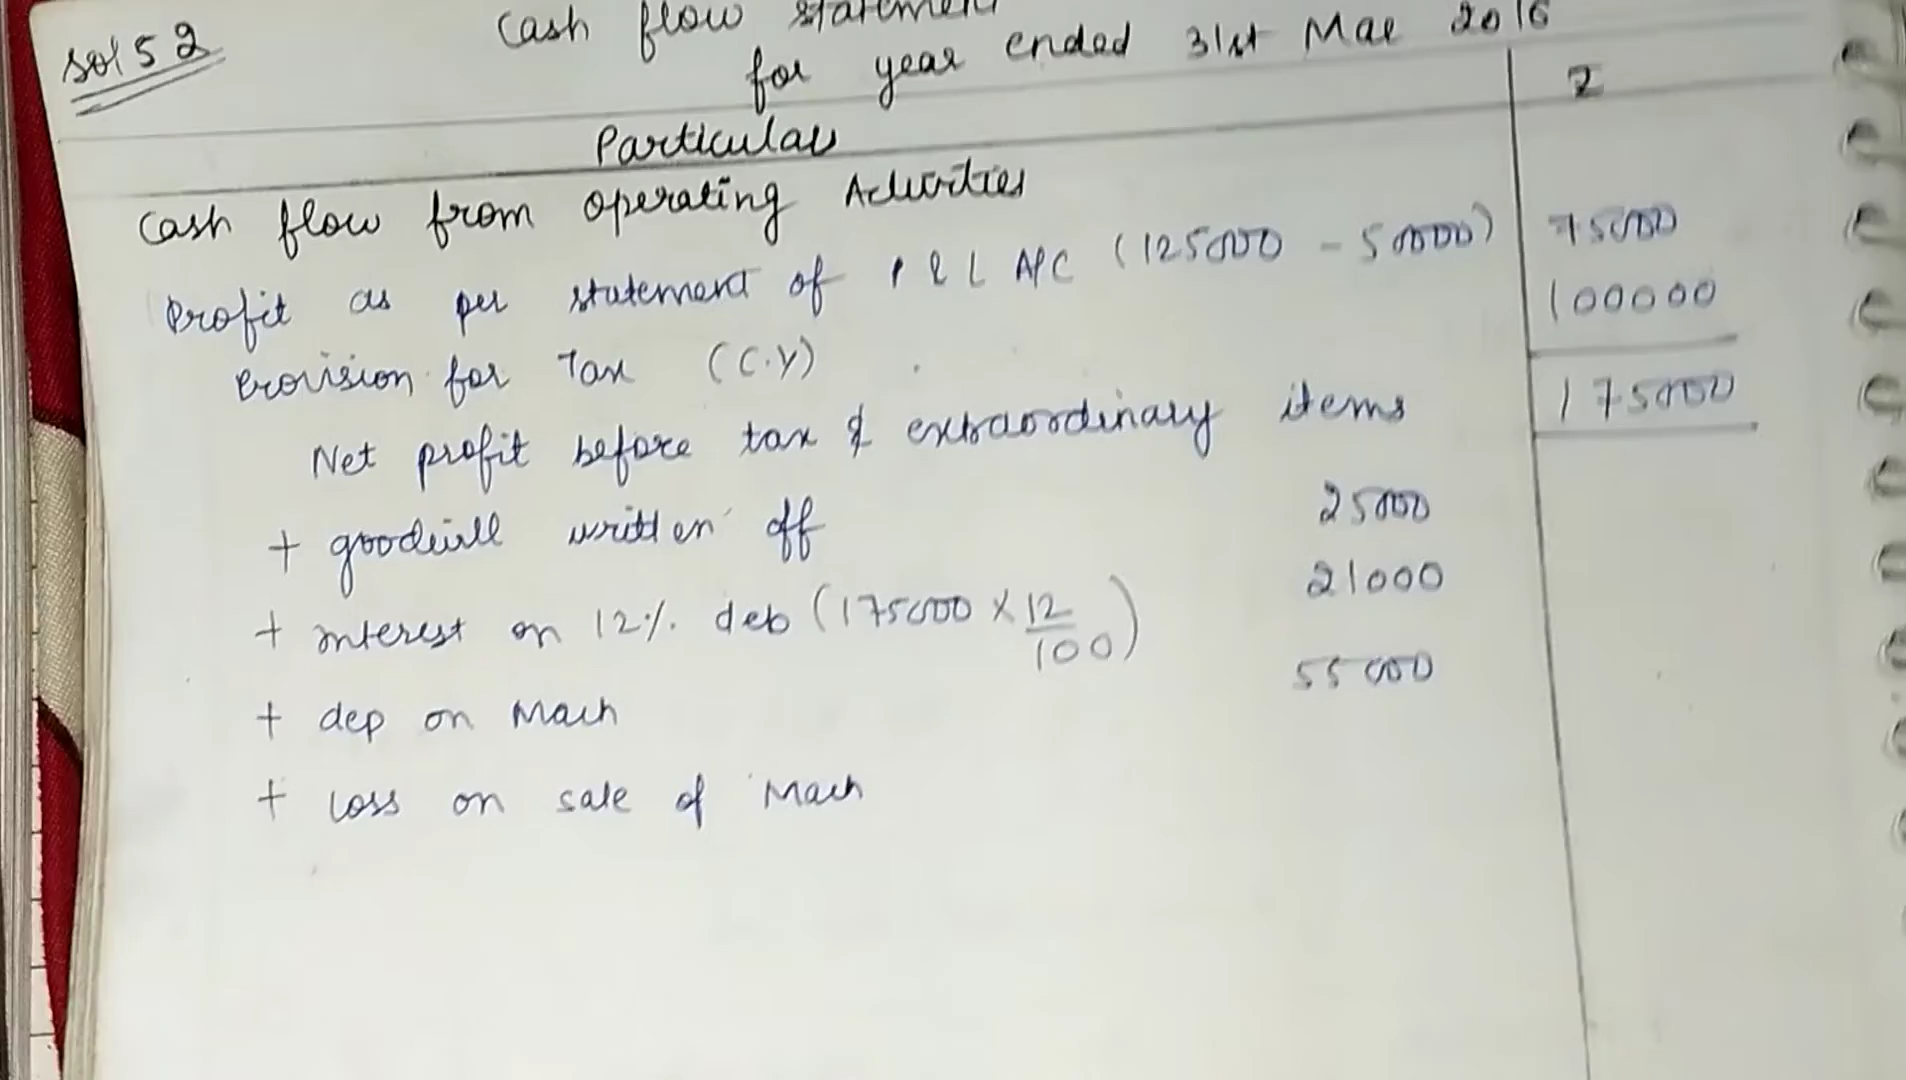 Sol 52
Cash flow statement
for year ended 31st Mar 2016
Particulars ₹
Cash flow from operating Activities
Profit as per statement of P & L A/C (125000 - 50000) 75000
Provision for Tax (C.Y) 100000
Net profit before tax & extraordinary items 175000
+ goodwill written off 25000
+ interest on 12% deb (175000 × 12/100) 21000
+ dep on Mach 55000
+ loss on sale of Mach